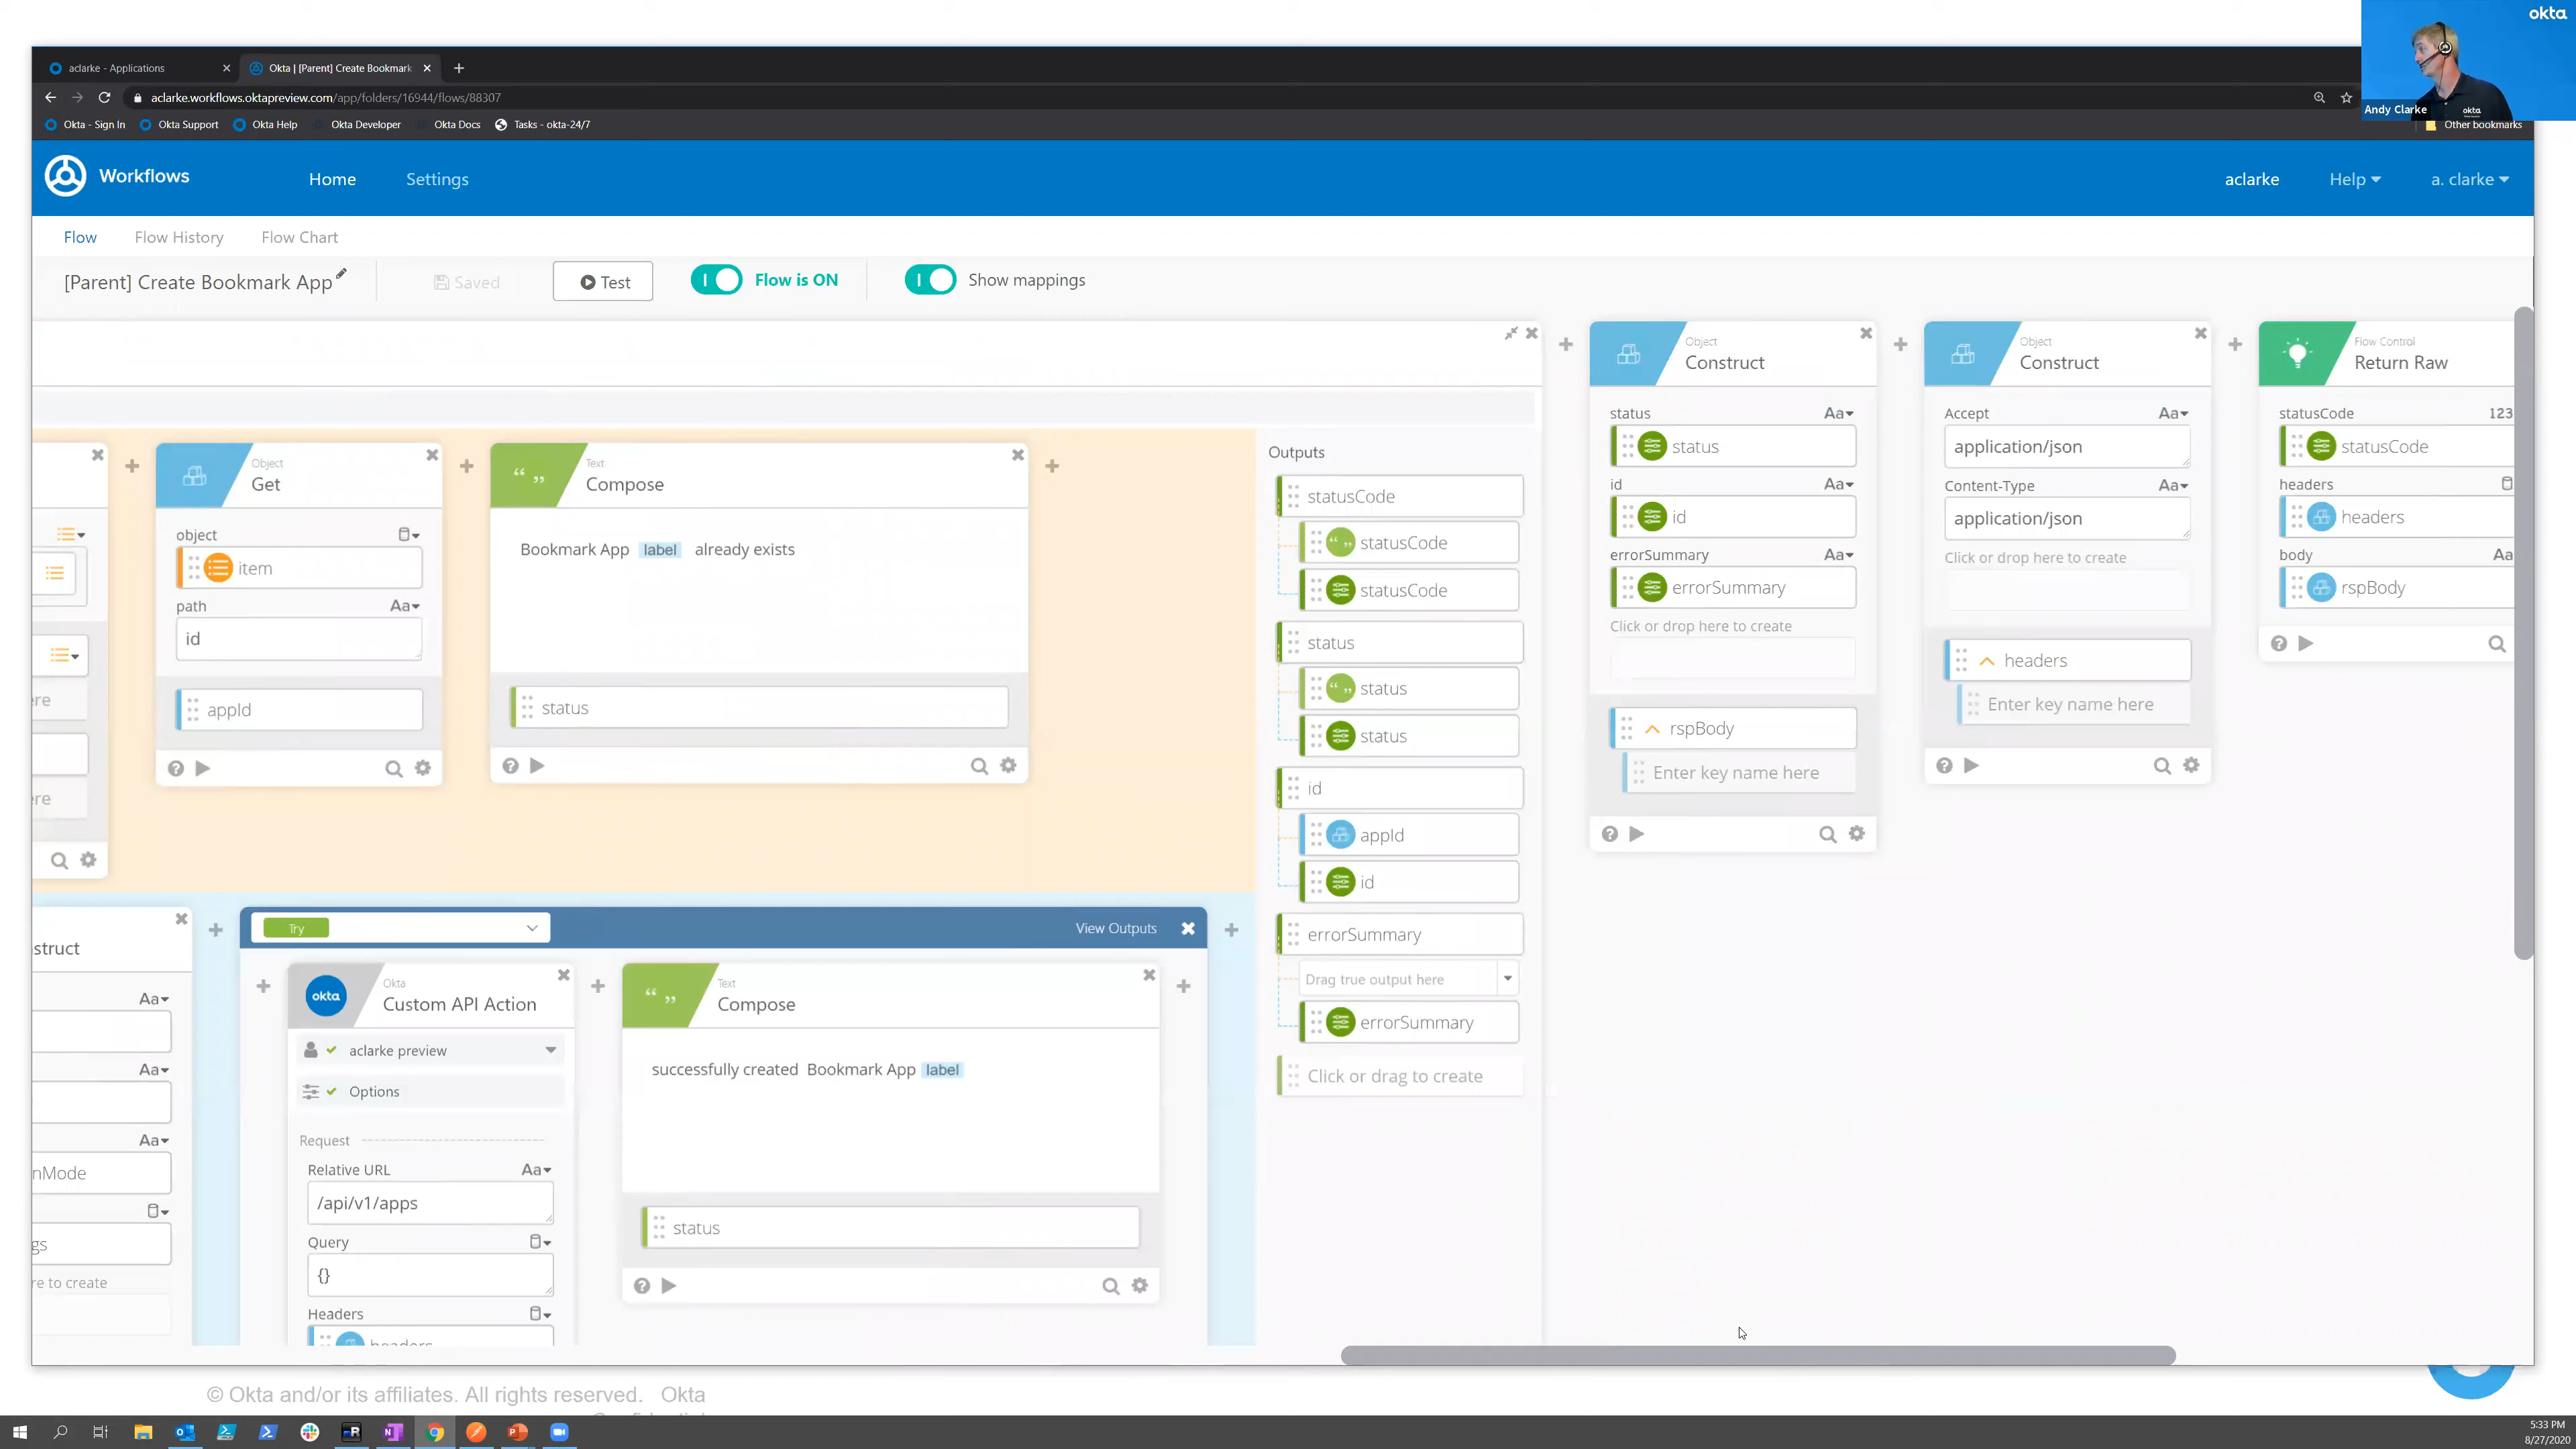 okta
Andy Clarke
okta
aclarke - Applications
Okta | [Parent] Create Bookmark
aclarke.workflows.oktapreview.com/app/folders/16944/flows/88307
Okta - Sign In
Okta Support
Okta Help
Okta Developer
Okta Docs
Tasks - okta-24/7
Other bookmarks
Workflows
Home
Settings
aclarke
Help
a. clarke
Flow
Flow History
Flow Chart
[Parent] Create Bookmark App
Saved
Test
Flow is ON
Show mappings
Object
Get
object
item
path
Aa
id
appId
Text
Compose
Bookmark App label already exists
status
Outputs
statusCode
statusCode
statusCode
status
status
status
id
appId
id
errorSummary
Drag true output here
errorSummary
Click or drag to create
Object
Construct
status
Aa
status
id
Aa
id
errorSummary
Aa
errorSummary
Click or drop here to create
rspBody
Enter key name here
Object
Construct
Accept
Aa
application/json
Content-Type
Aa
application/json
Click or drop here to create
headers
Enter key name here
Flow Control
Return Raw
statusCode
123
statusCode
headers
headers
body
Aa
rspBody
ere
ere
struct
Aa
Aa
Aa
nMode
gs
re to create
Try
View Outputs
okta
Okta
Custom API Action
aclarke preview
Options
Request
Relative URL
Aa
/api/v1/apps
Query
{}
Headers
headers
Text
Compose
successfully created Bookmark App label
status
© Okta and/or its affiliates. All rights reserved. Okta
5:33 PM
8/27/2020